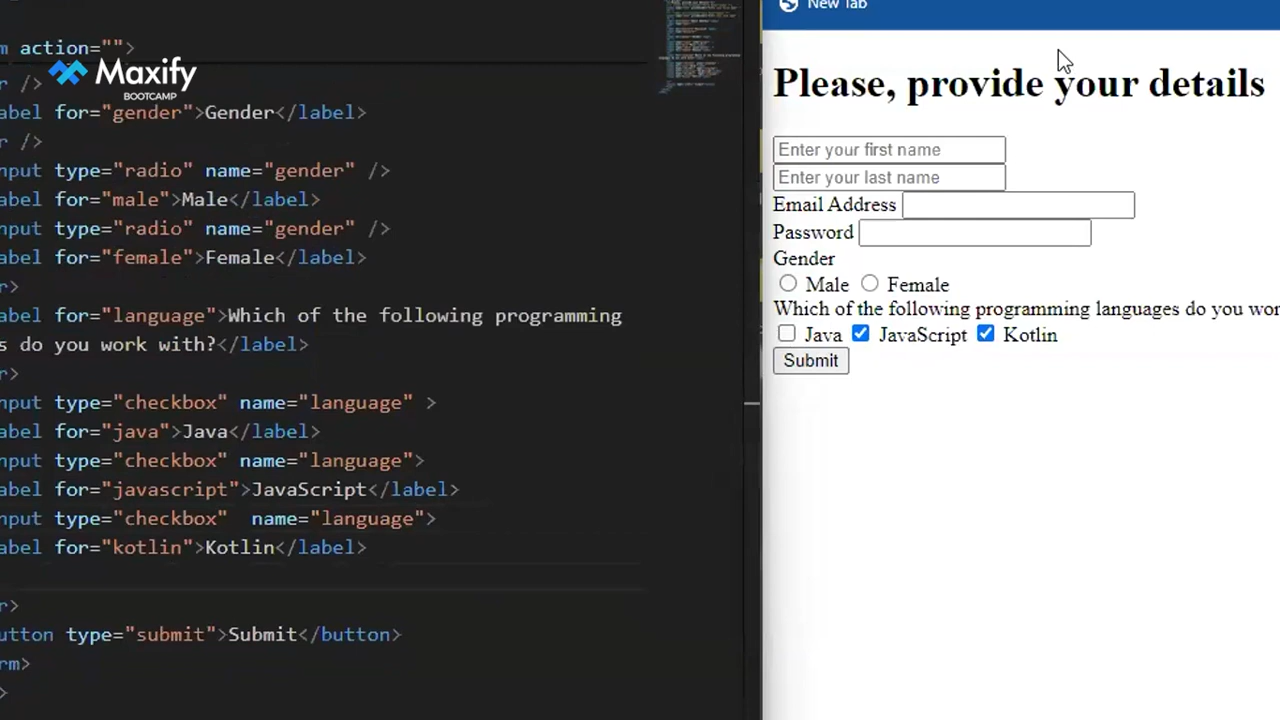 m action="">
Maxify
BOOTCAMP
r />
abel for="gender">Gender</label>
r />
nput type="radio" name="gender" />
abel for="male">Male</label>
nput type="radio" name="gender" />
abel for="female">Female</label>
r>
abel for="language">Which of the following programming
s do you work with?</label>
r>
nput type="checkbox" name="language" >
abel for="java">Java</label>
nput type="checkbox" name="language">
abel for="javascript">JavaScript</label>
nput type="checkbox"  name="language">
abel for="kotlin">Kotlin</label>
r>
utton type="submit">Submit</button>
rm>
>
New Tab
Please, provide your details
Enter your first name
Enter your last name
Email Address
Password
Gender
Male Female
Which of the following programming languages do you wor
Java JavaScript Kotlin
Submit